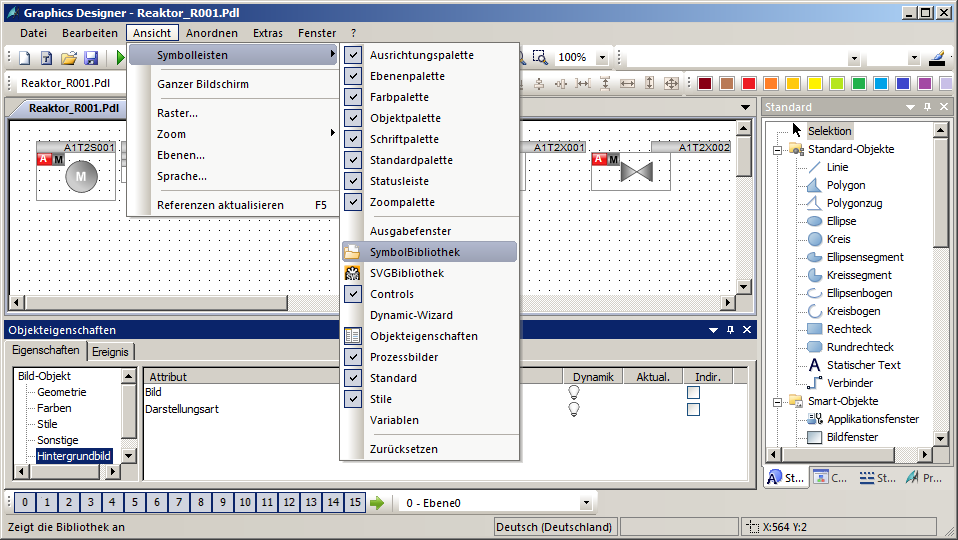 Graphics Designer - Reaktor_R001.Pdl
Datei Bearbeiten Ansicht Anordnen Extras Fenster ?
Symbolleisten
Ganzer Bildschirm
Raster...
Zoom
Ebenen...
Sprache...
Referenzen aktualisieren F5
Ausrichtungspalette
Ebenenpalette
Farbpalette
Objektpalette
Schriftpalette
Standardpalette
Statusleiste
Zoompalette
Ausgabefenster
SymbolBibliothek
SVGBibliothek
Controls
Dynamic-Wizard
Objekteigenschaften
Prozessbilder
Standard
Stile
Variablen
Zurücksetzen
100%
Reaktor_R001.Pdl
Reaktor_R001.Pdl
A1T2S001
A M
M
A1T2X001
A1T2X002
A M
Standard
Selektion
Standard-Objekte
Linie
Polygon
Polygonzug
Ellipse
Kreis
Ellipsensegment
Kreissegment
Ellipsenbogen
Kreisbogen
Rechteck
Rundrechteck
A Statischer Text
Verbinder
Smart-Objekte
Applikationsfenster
Bildfenster
A St... C... St... Pr...
Objekteigenschaften
Eigenschaften Ereignis
Bild-Objekt
Geometrie
Farben
Stile
Sonstige
Hintergrundbild
Attribut Dynamik Aktual. Indir.
Bild
Darstellungsart
0 1 2 3 4 5 6 7 8 9 10 11 12 13 14 15 0 - Ebene0
Zeigt die Bibliothek an Deutsch (Deutschland) X:564 Y:2